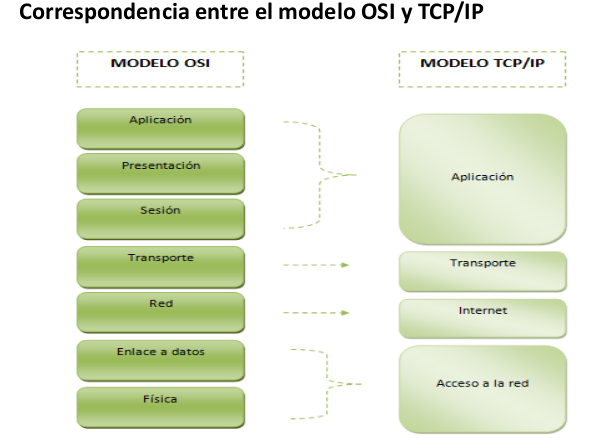 Correspondencia entre el modelo OSI y TCP/IP
MODELO OSI
MODELO TCP/IP
Aplicación
Presentación
Sesión
Aplicación
Transporte
Transporte
Red
Internet
Enlace a datos
Física
Acceso a la red